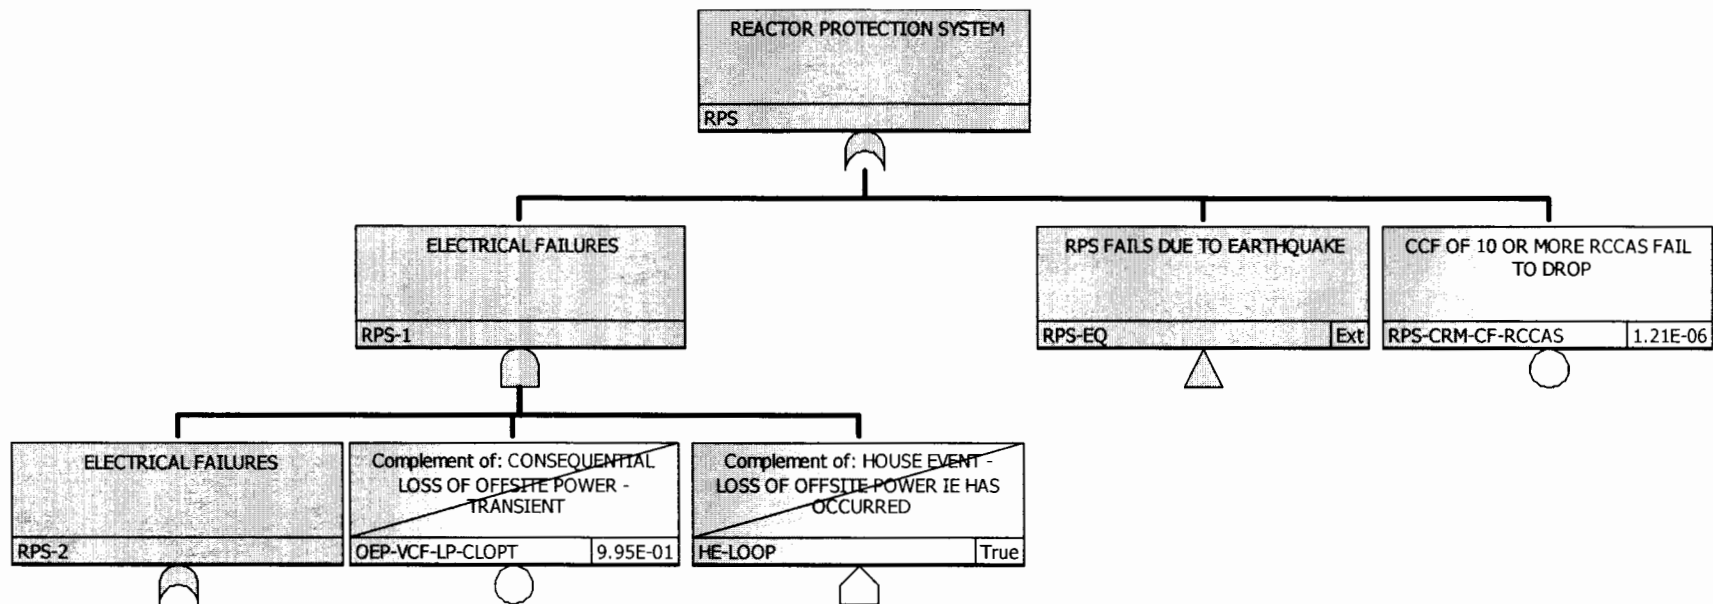 REACTOR PROTECTION SYSTEM
RPS
ELECTRICAL FAILURES
RPS-1
RPS FAILS DUE TO EARTHQUAKE
RPS-EQ
Ext
CCF OF 10 OR MORE RCCAS FAIL
TO DROP
RPS-CRM-CF-RCCAS
1.21E-06
ELECTRICAL FAILURES
RPS-2
Complement of: CONSEQUENTIAL
LOSS OF OFFSITE POWER -
TRANSIENT
OEP-VCF-LP-CLOPT
9.95E-01
Complement of: HOUSE EVENT -
LOSS OF OFFSITE POWER IE HAS
OCCURRED
HE-LOOP
True